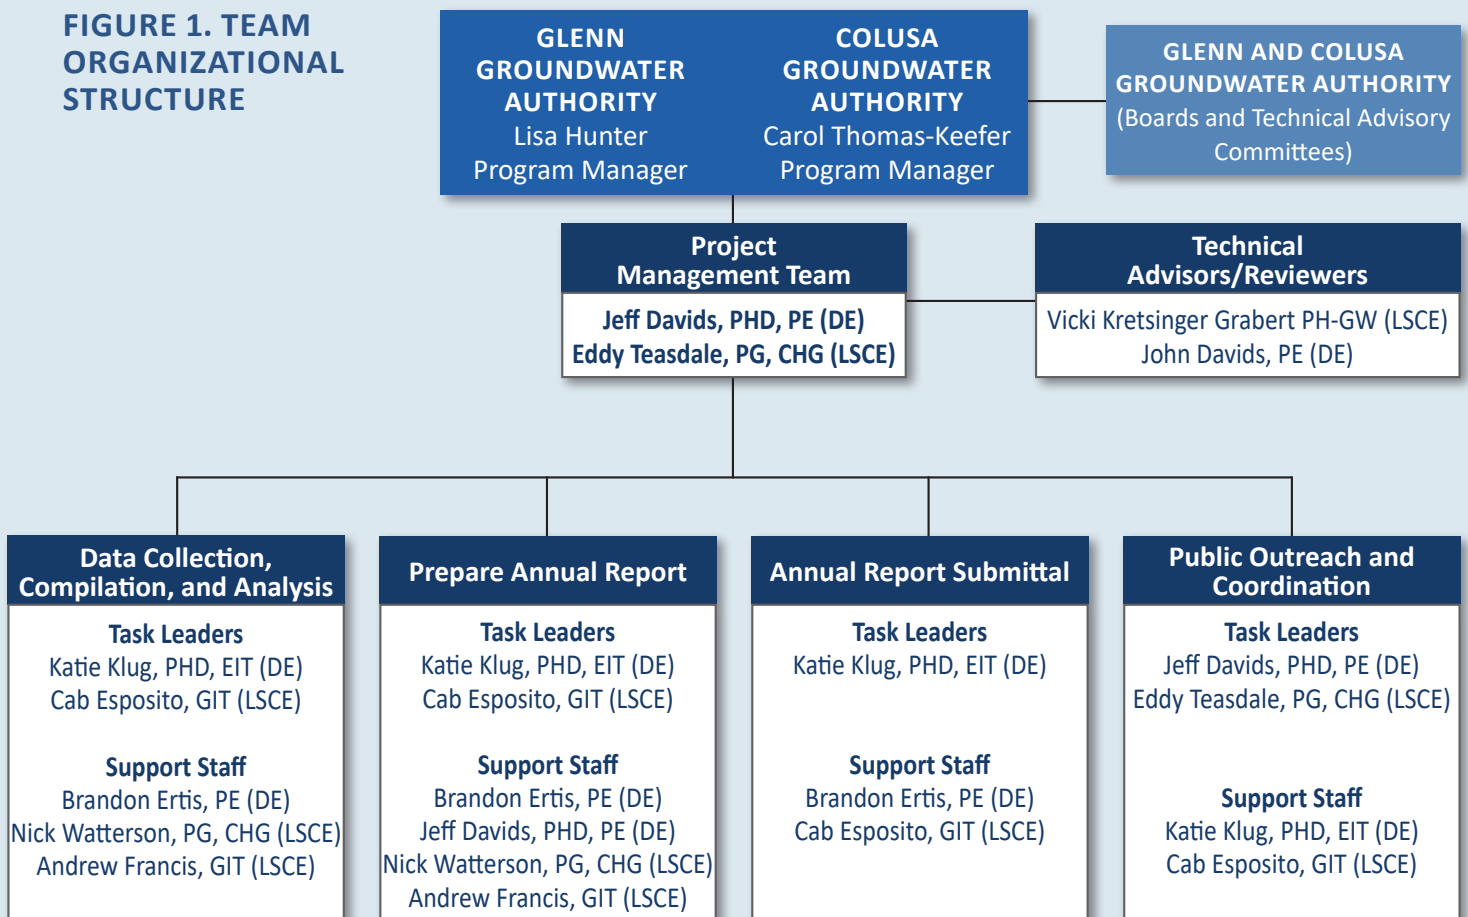 FIGURE 1. TEAM
ORGANIZATIONAL
STRUCTURE
GLENN
GROUNDWATER
AUTHORITY
Lisa Hunter
Program Manager
COLUSA
GROUNDWATER
AUTHORITY
Carol Thomas-Keefer
Program Manager
GLENN AND COLUSA
GROUNDWATER AUTHORITY
(Boards and Technical Advisory
Committees)
Project
Management Team
Jeff Davids, PHD, PE (DE)
Eddy Teasdale, PG, CHG (LSCE)
Technical
Advisors/Reviewers
Vicki Kretsinger Grabert PH-GW (LSCE)
John Davids, PE (DE)
Data Collection,
Compilation, and Analysis
Task Leaders
Katie Klug, PHD, EIT (DE)
Cab Esposito, GIT (LSCE)
Support Staff
Brandon Ertis, PE (DE)
Nick Watterson, PG, CHG (LSCE)
Andrew Francis, GIT (LSCE)
Prepare Annual Report
Task Leaders
Katie Klug, PHD, EIT (DE)
Cab Esposito, GIT (LSCE)
Support Staff
Brandon Ertis, PE (DE)
Jeff Davids, PHD, PE (DE)
Nick Watterson, PG, CHG (LSCE)
Andrew Francis, GIT (LSCE)
Annual Report Submittal
Task Leaders
Katie Klug, PHD, EIT (DE)
Support Staff
Brandon Ertis, PE (DE)
Cab Esposito, GIT (LSCE)
Public Outreach and
Coordination
Task Leaders
Jeff Davids, PHD, PE (DE)
Eddy Teasdale, PG, CHG (LSCE)
Support Staff
Katie Klug, PHD, EIT (DE)
Cab Esposito, GIT (LSCE)